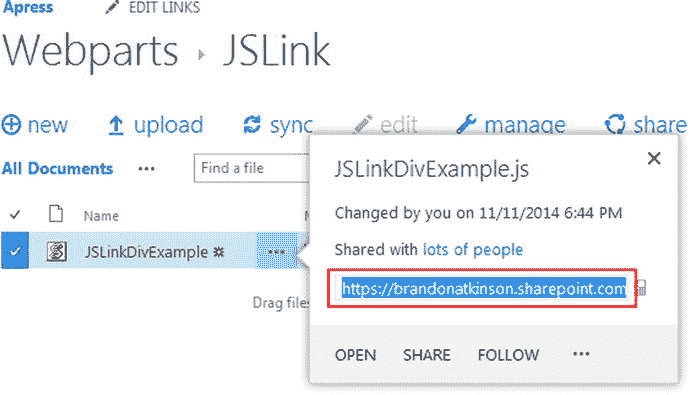 Apress EDIT LINKS
Webparts JSLink
new upload sync edit manage share
All Documents ... Find a file
Name
JSLinkDivExample ...
Drag files
JSLinkDivExample.js
Changed by you on 11/11/2014 6:44 PM
Shared with lots of people
https://brandonatkinson.sharepoint.com
OPEN SHARE FOLLOW ...